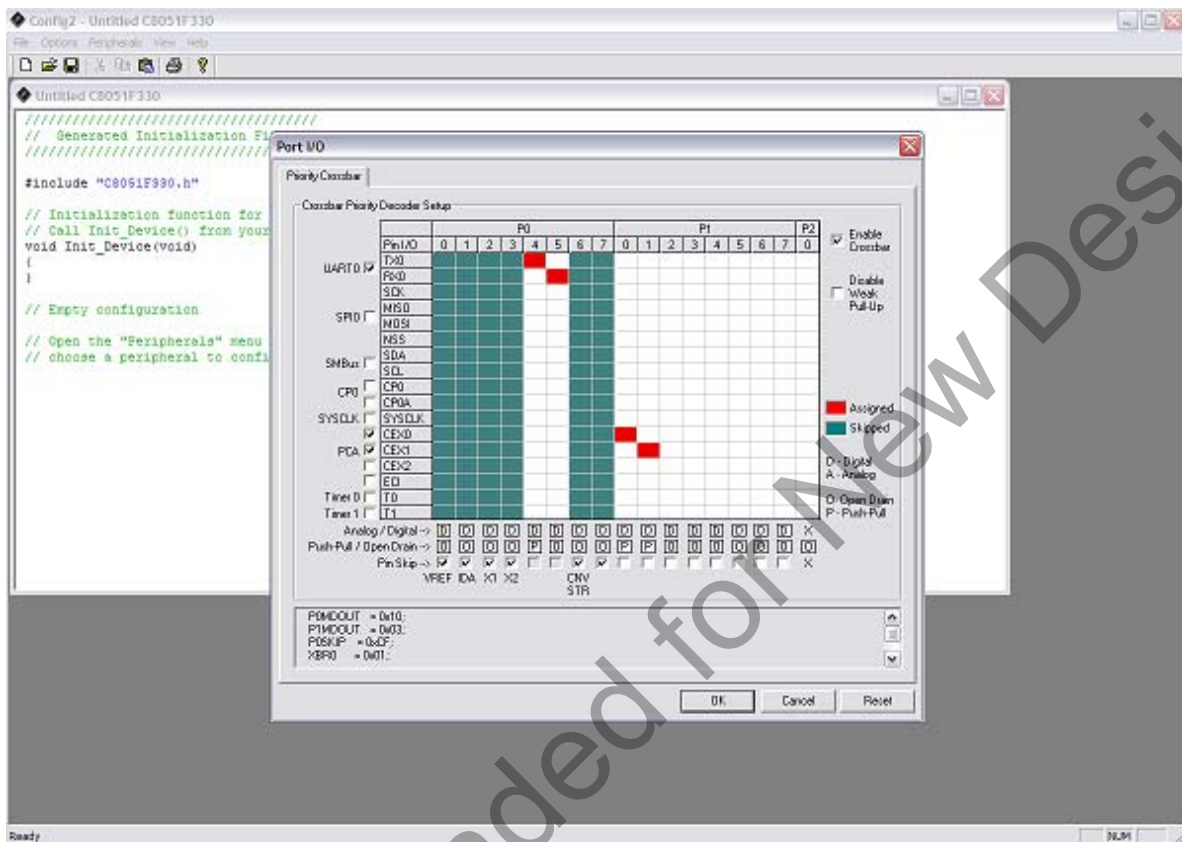 Config2 - Untitled C8051F330
File Options Peripherals View Help
Untitled C8051F330
//////////////////////////////////////
// Generated Initialization Fi
//////////////////////////////////
#include "C8051F330.h"
// Initialization function for
// Call Init_Device() from your
void Init_Device(void)
{
}
// Empty configuration
// Open the "Peripherals" menu
// choose a peripheral to confi
Port I/O
Priority Crossbar
Crossbar Priority Decoder Setup
P0 P1 P2
Pin I/O 0 1 2 3 4 5 6 7 0 1 2 3 4 5 6 7 0
UART0 TX0
RX0
SCK
SPI0 MISO
MOSI
NSS
SMBus SDA
SCL
CP0 CP0
CP0A
SYSCLK SYSCLK
CEX0
PCA CEX1
CEX2
ECI
Timer 0 T0
Timer 1 T1
Enable Crossbar
Disable Weak Pull-Up
Assigned
Skipped
D - Digital
A - Analog
O - Open Drain
P - Push-Pull
Analog / Digital ->
Push-Pull / Open Drain ->
Pin Skip ->
VREF IDA X1 X2 CNV STR
P0MDOUT = 0x10;
P1MDOUT = 0x03;
P0SKIP = 0xCF;
XBR0 = 0x01;
OK Cancel Reset
Ready NUM
ded for New Desi